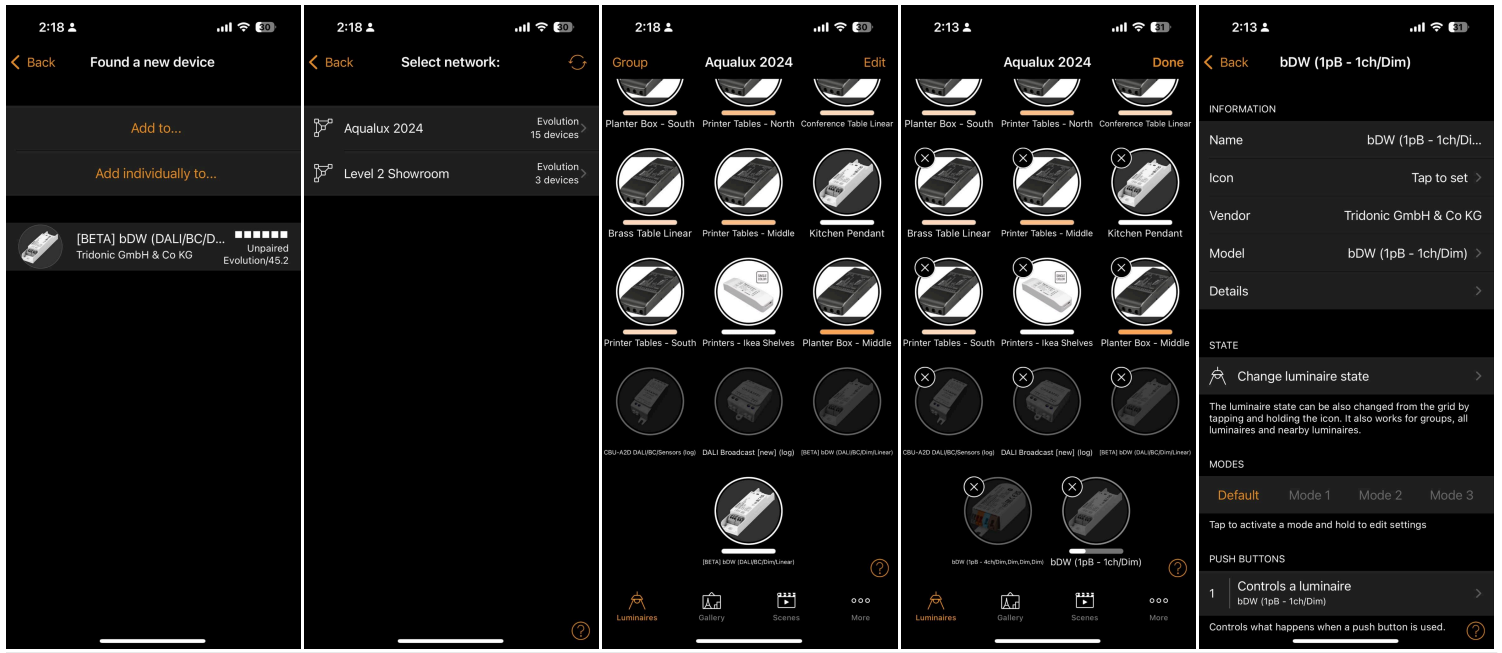 2:18
30
Back
Found a new device
Add to...
Add individually to...
[BETA] bDW (DALI/BC/D...
Tridonic GmbH & Co KG
Unpaired
Evolution/45.2
2:18
30
Back
Select network:
Aqualux 2024
Evolution
15 devices
Level 2 Showroom
Evolution
3 devices
?
2:18
30
Group
Aqualux 2024
Edit
Planter Box - South
Printer Tables - North
Conference Table Linear
Brass Table Linear
Printer Tables - Middle
Kitchen Pendant
SINGLE COLOR
Printer Tables - South
Printers - Ikea Shelves
Planter Box - Middle
CBU-A2D DALI/BC/Sensors (log)
DALI Broadcast [new] (log)
[BETA] bDW (DALI/BC/Dim/Linear)
[BETA] bDW (DALI/BC/Dim/Linear)
?
Luminaires
Gallery
Scenes
More
2:13
31
Aqualux 2024
Done
Planter Box - South
Printer Tables - North
Conference Table Linear
Brass Table Linear
Printer Tables - Middle
Kitchen Pendant
SINGLE COLOR
Printer Tables - South
Printers - Ikea Shelves
Planter Box - Middle
CBU-A2D DALI/BC/Sensors (log)
DALI Broadcast [new] (log)
[BETA] bDW (DALI/BC/Dim/Linear)
bDW (1pB - 4ch/Dim,Dim,Dim,Dim)
bDW (1pB - 1ch/Dim)
?
Luminaires
Gallery
Scenes
More
2:13
31
Back
bDW (1pB - 1ch/Dim)
INFORMATION
Name
bDW (1pB - 1ch/Di...
Icon
Tap to set
Vendor
Tridonic GmbH & Co KG
Model
bDW (1pB - 1ch/Dim)
Details
STATE
Change luminaire state
The luminaire state can be also changed from the grid by
tapping and holding the icon. It also works for groups, all
luminaires and nearby luminaires.
MODES
Default
Mode 1
Mode 2
Mode 3
Tap to activate a mode and hold to edit settings
PUSH BUTTONS
1
Controls a luminaire
bDW (1pB - 1ch/Dim)
Controls what happens when a push button is used.
?